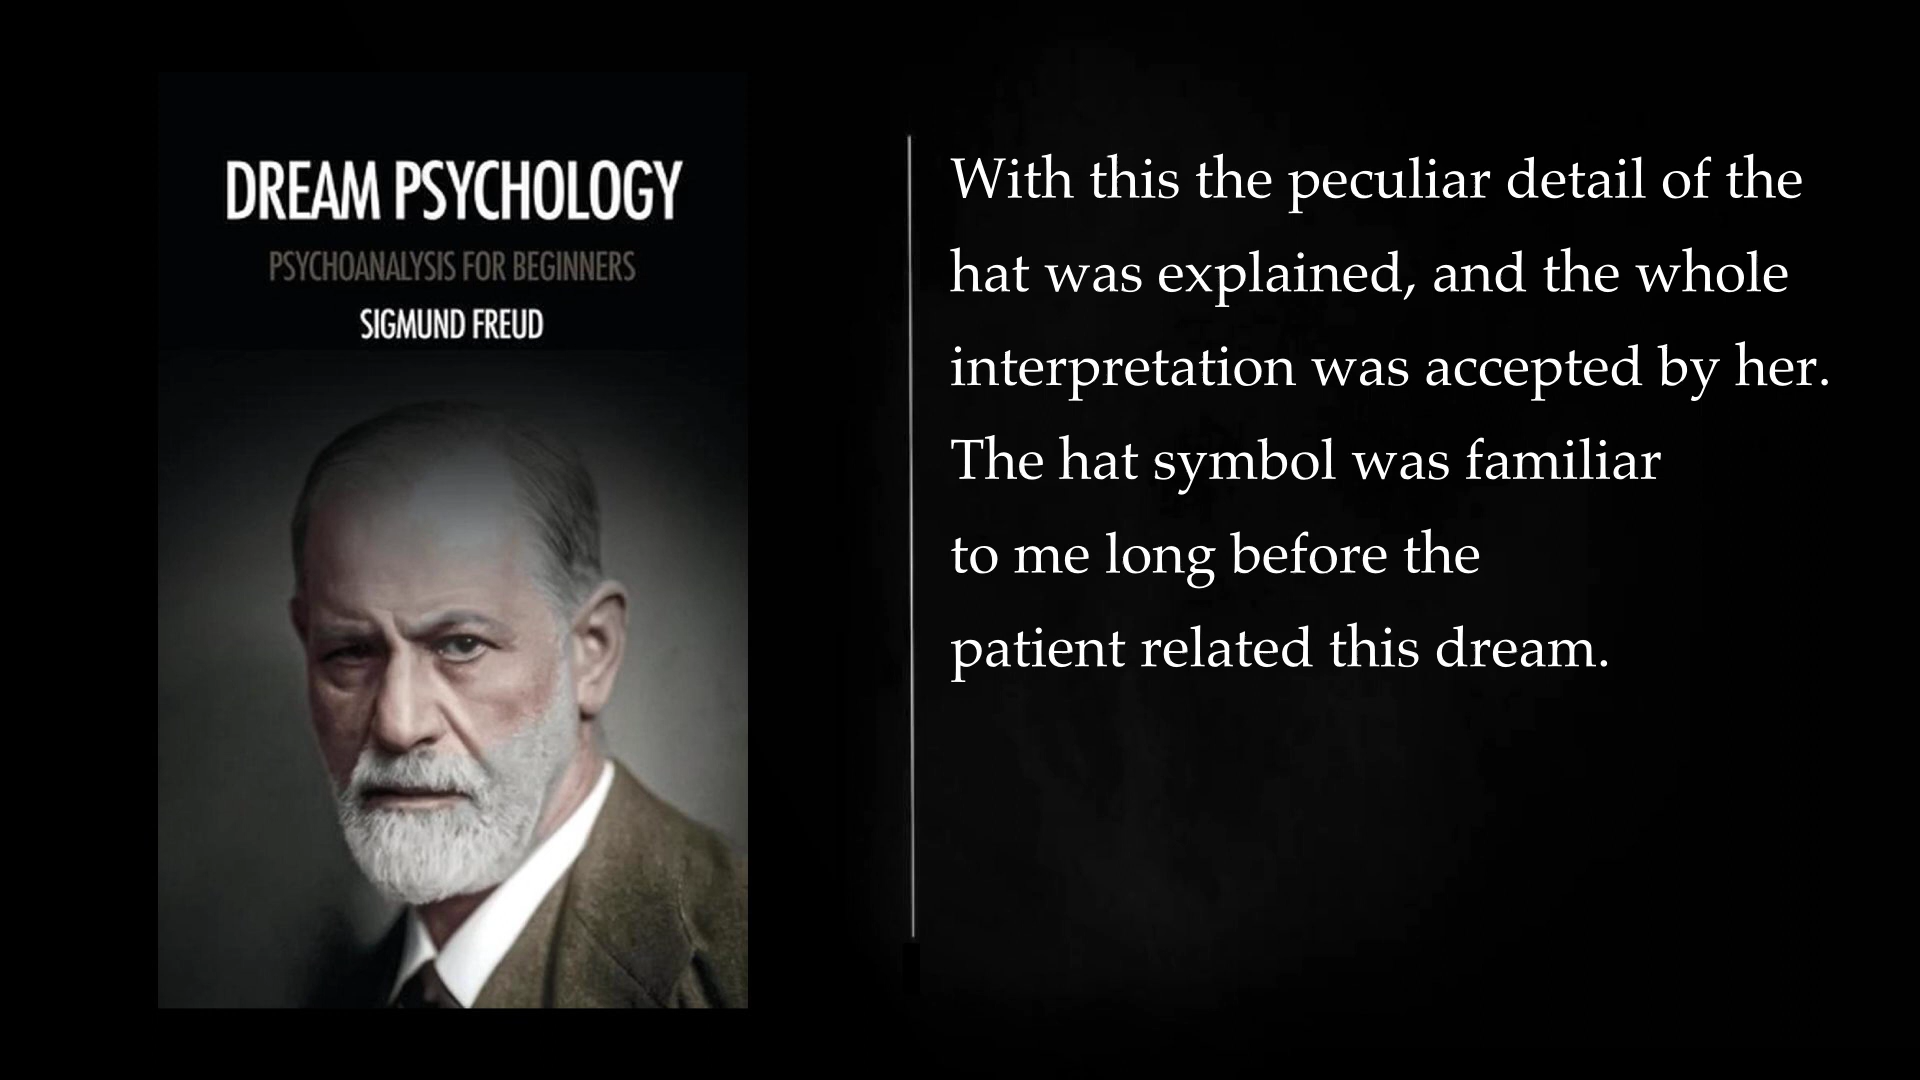 DREAM PSYCHOLOGY
PSYCHOANALYSIS FOR BEGINNERS
SIGMUND FREUD
With this the peculiar detail of the
hat was explained, and the whole
interpretation was accepted by her.
The hat symbol was familiar
to me long before the
patient related this dream.